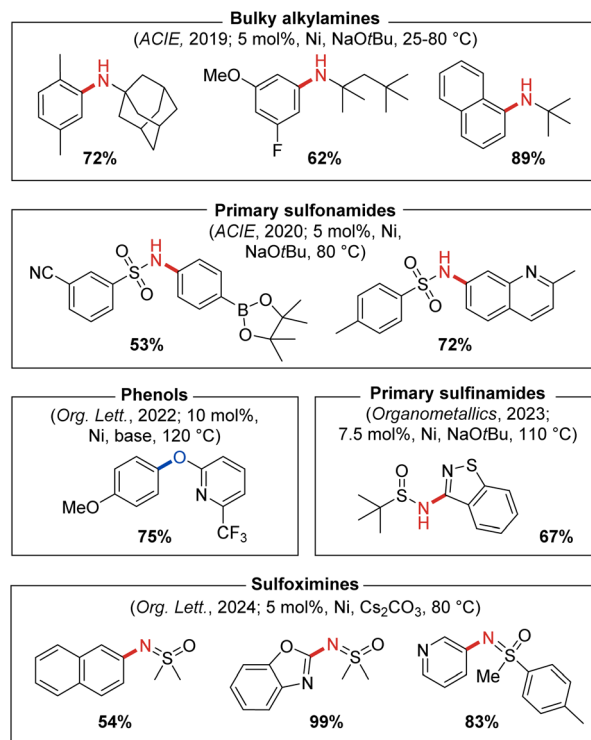 Bulky alkylamines
(ACIE, 2019; 5 mol%, Ni, NaOtBu, 25-80 °C)
H
N
72%
MeO
H
N
F
62%
H
N
89%
Primary sulfonamides
(ACIE, 2020; 5 mol%, Ni,
NaOtBu, 80 °C)
NC
O
S
O
H
N
B
O
O
53%
O
S
O
H
N
N
72%
Phenols
(Org. Lett., 2022; 10 mol%,
Ni, base, 120 °C)
MeO
O
N
CF3
75%
Primary sulfinamides
(Organometallics, 2023;
7.5 mol%, Ni, NaOtBu, 110 °C)
O
S
N
H
N
S
67%
Sulfoximines
(Org. Lett., 2024; 5 mol%, Ni, Cs2CO3, 80 °C)
N
S
O
54%
O
N
N
S
O
99%
N
N
S
O
Me
83%